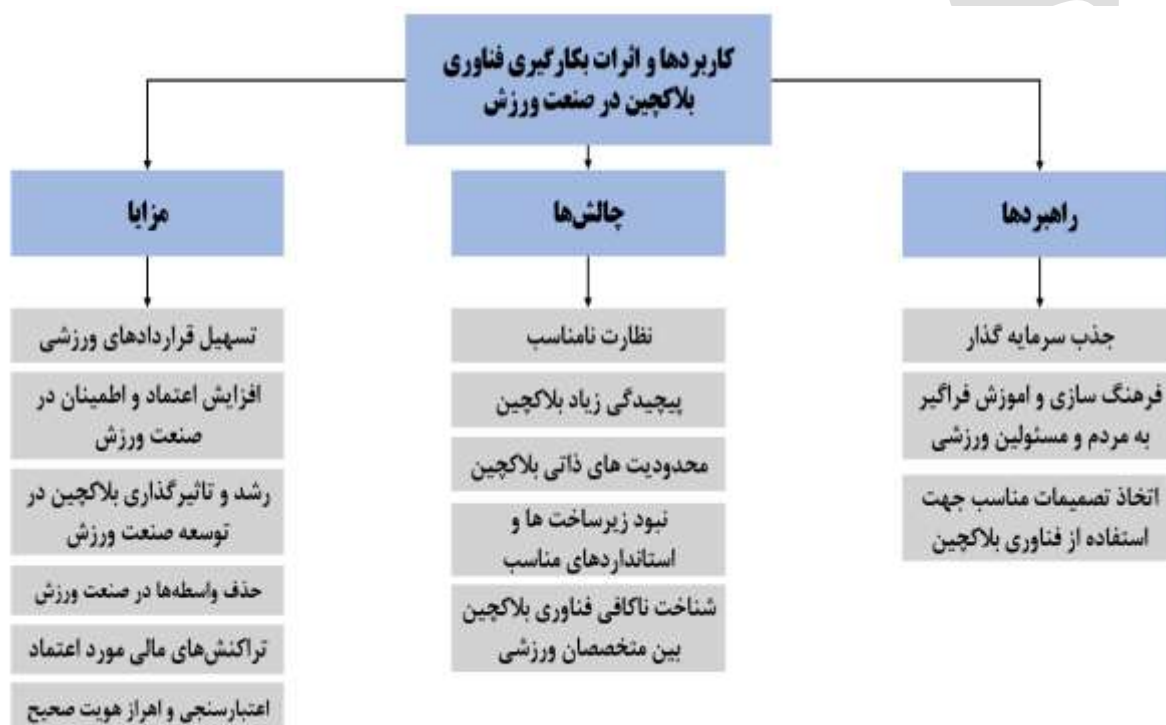 کاربردها و اثرات بکارگیری فناوری
بلاکچین در صنعت ورزش
راهبردها
جذب سرمایه گذار
فرهنگ سازی و اموزش فراگیر
به مردم و مسئولین ورزشی
اتخاذ تصمیمات مناسب جهت
استفاده از فناوری بلاکچین
چالش‌ها
نظارت نامناسب
پیچیدگی زیاد بلاکچین
محدودیت های ذاتی بلاکچین
نبود زیرساخت ها و
استانداردهای مناسب
شناخت ناکافی فناوری بلاکچین
بین متخصصان ورزشی
مزایا
تسهیل قراردادهای ورزشی
افزایش اعتماد و اطمینان در
صنعت ورزش
رشد و تاثیرگذاری بلاکچین در
توسعه صنعت ورزش
حذف واسطه‌ها در صنعت ورزش
تراکنش‌های مالی مورد اعتماد
اعتبارسنجی و اهراز هویت صحیح